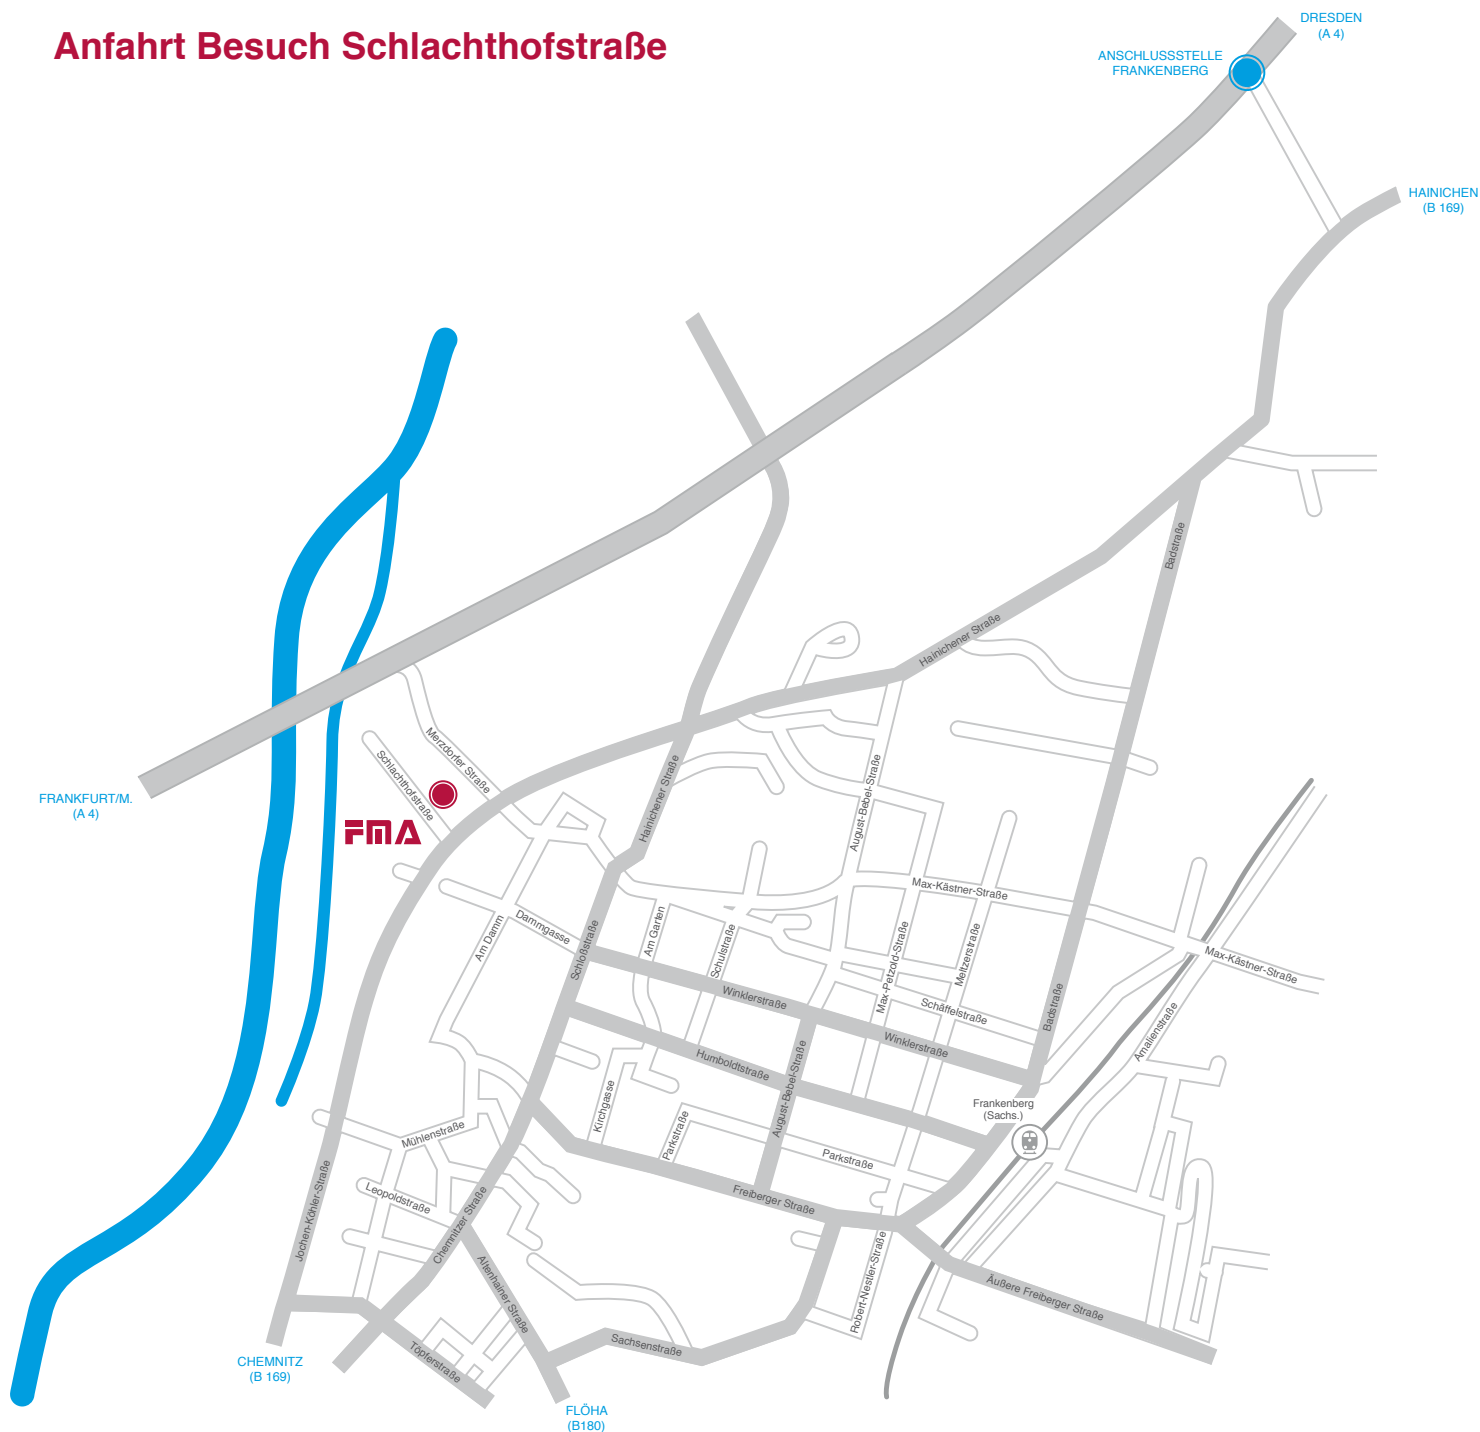 Anfahrt Besuch Schlachthofstraße
DRESDEN
(A 4)
ANSCHLUSSSTELLE
FRANKENBERG
HAINICHEN
(B 169)
Badstraße
Hainichener Straße
Merzdorfer Straße
Schlachthofstraße
FRANKFURT/M.
(A 4)
FMA
Hainichener Straße
August-Bebel-Straße
Max-Kästner-Straße
Dammgasse
Am Damm
Schloßstraße
Am Garten
Schulstraße
Max-Petzold-Straße
Meltzerstraße
Max-Kästner-Straße
Winklerstraße
Schäffelstraße
Badstraße
Amalienstraße
Winklerstraße
Humboldtstraße
August-Bebel-Straße
Kirchgasse
Frankenberg
(Sachs.)
Mühlenstraße
Parkstraße
Parkstraße
Leopoldstraße
Freiberger Straße
Jochen-Köhler-Straße
Chemnitzer Straße
Altenhainer Straße
Robert-Nestler-Straße
Äußere Freiberger Straße
Töpferstraße
Sachsenstraße
CHEMNITZ
(B 169)
FLÖHA
(B180)